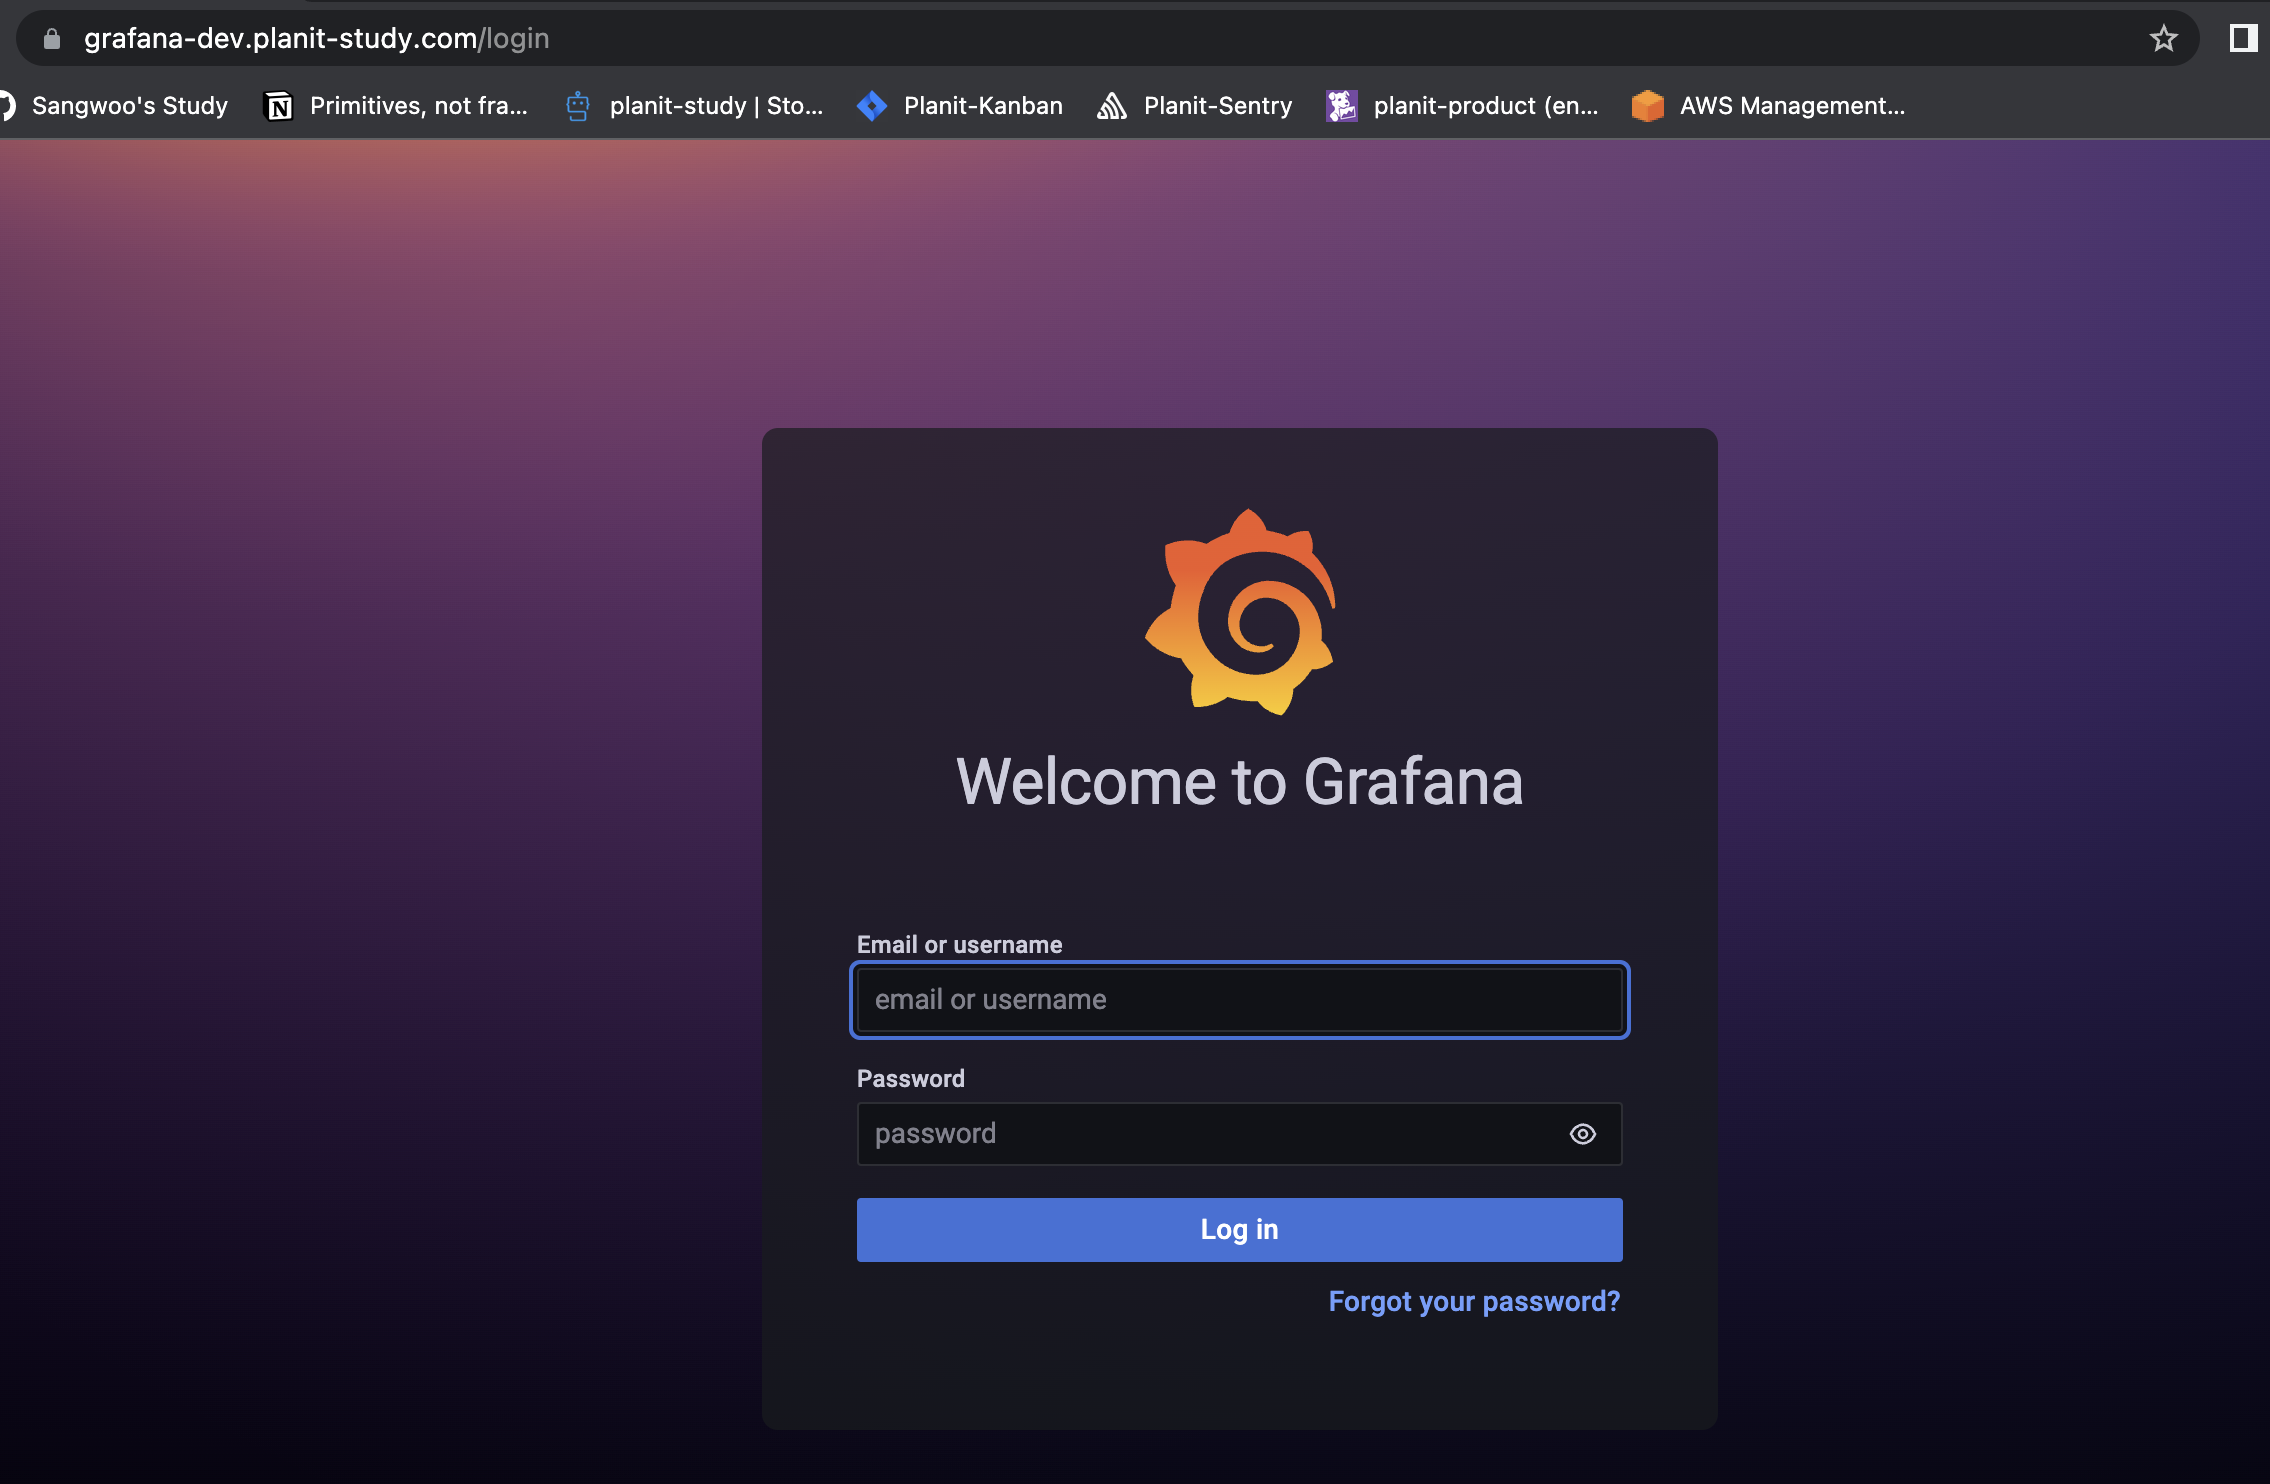 grafana-dev.planit-study.com/login
Sangwoo's Study Primitives, not fra... planit-study | Sto... Planit-Kanban Planit-Sentry planit-product (en... AWS Management...
Welcome to Grafana
Email or username
email or username
Password
password
Log in
Forgot your password?